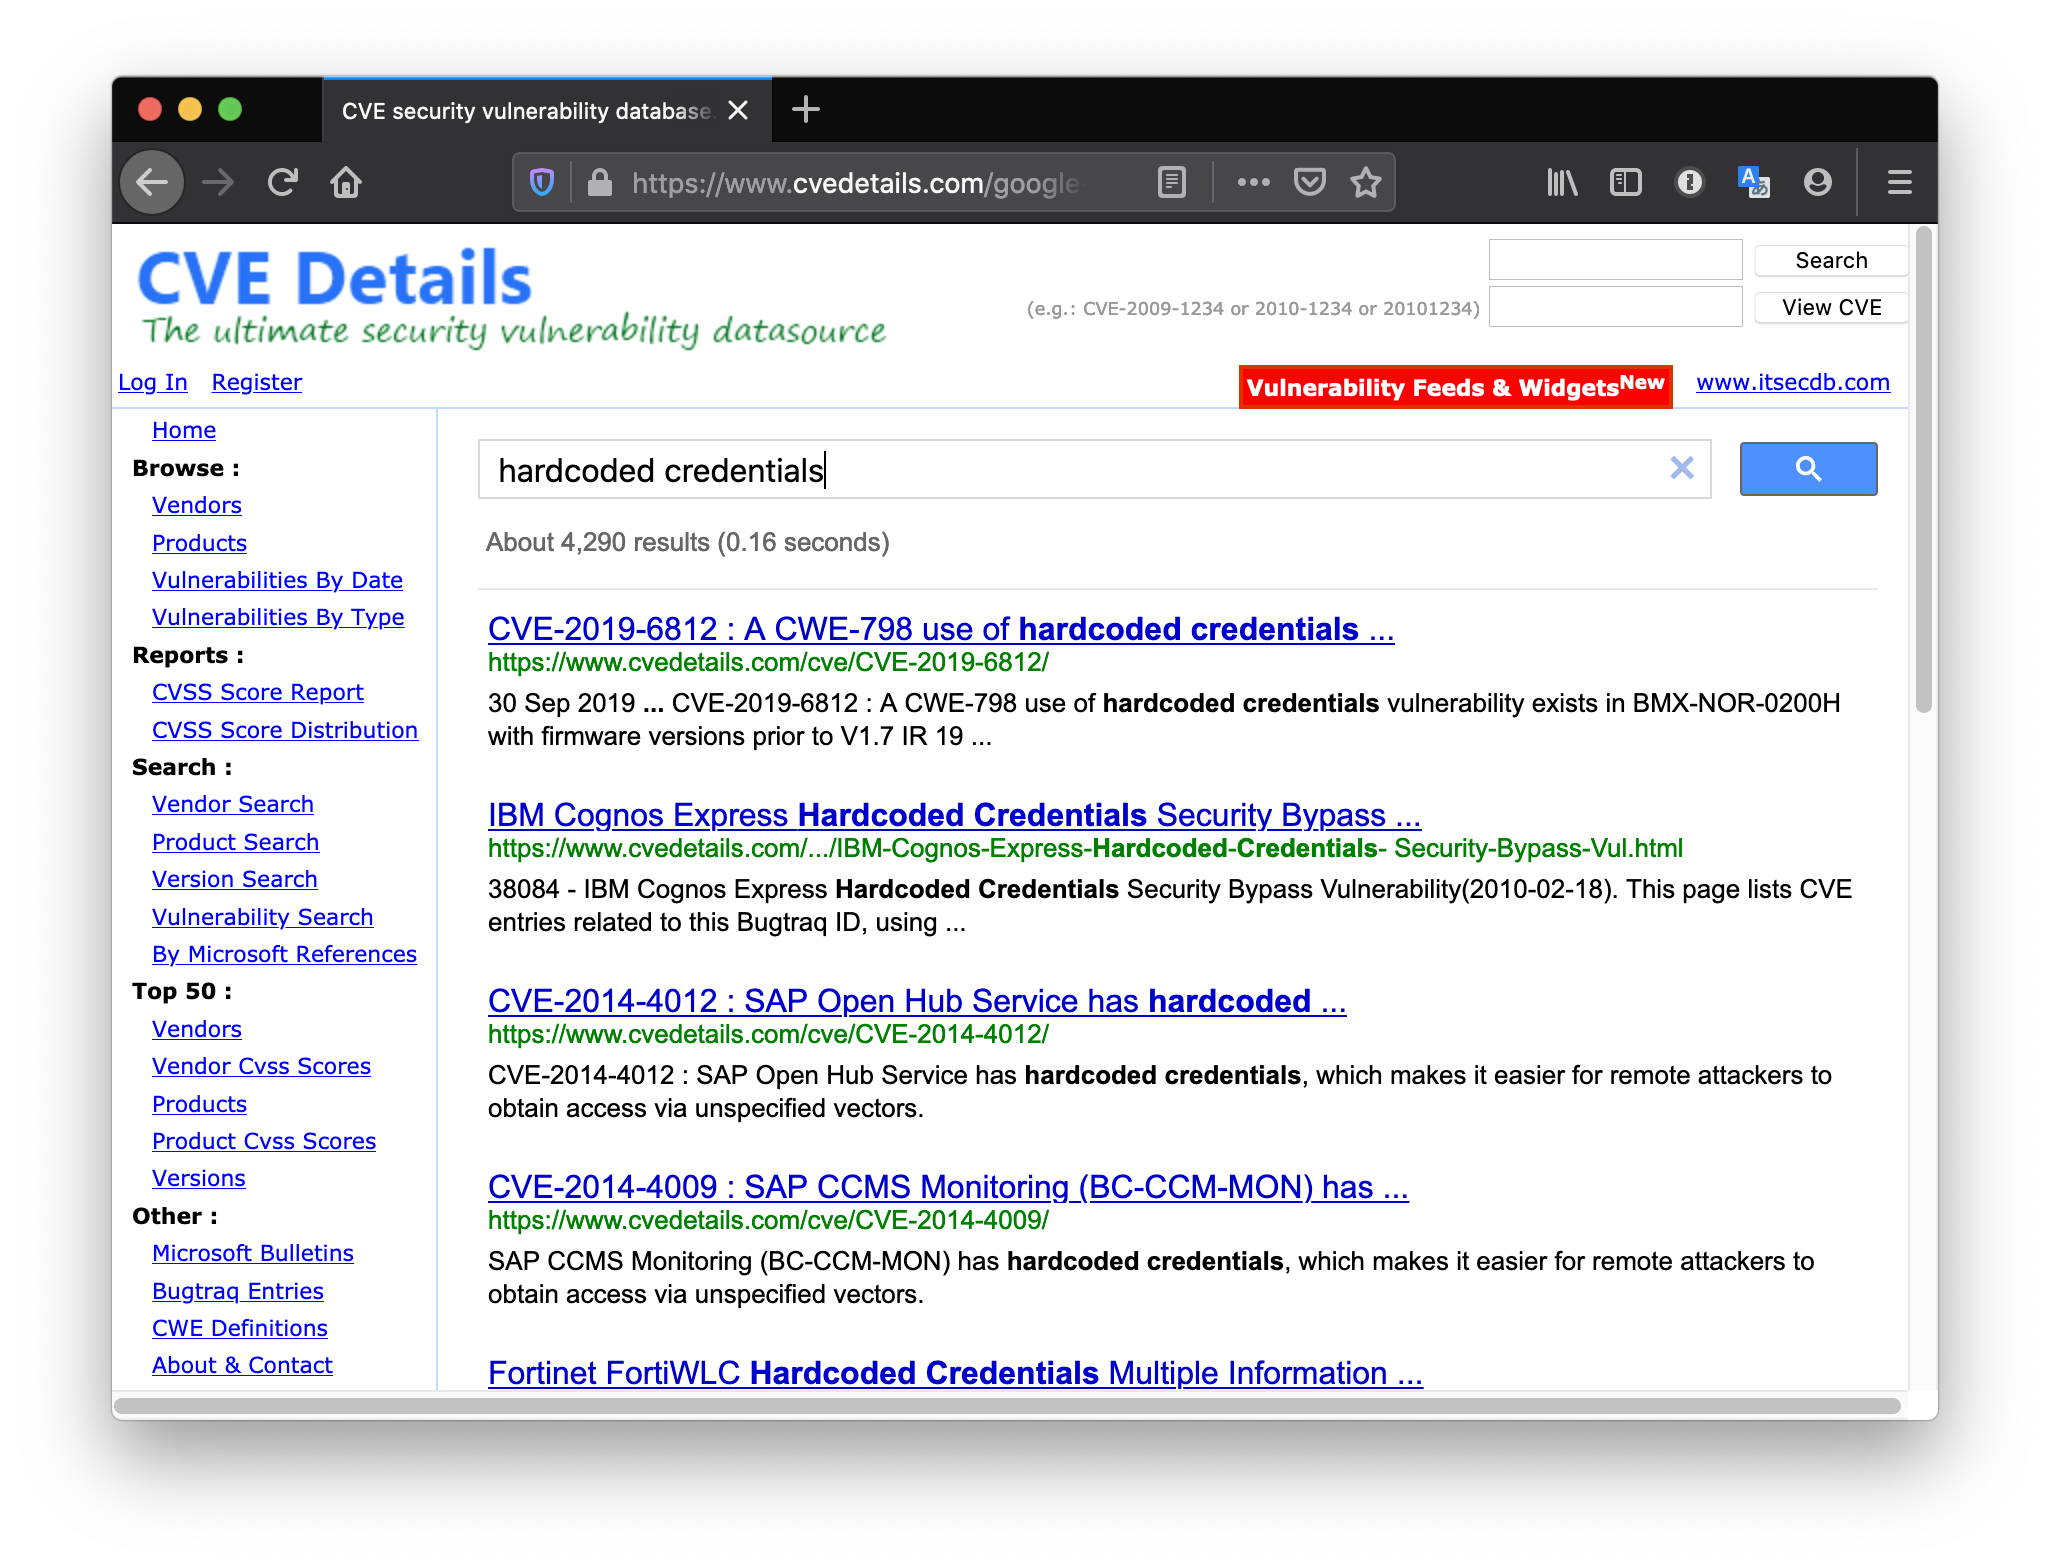 CVE security vulnerability database
https://www.cvedetails.com/google-
CVE Details
The ultimate security vulnerability datasource
Search
(e.g.: CVE-2009-1234 or 2010-1234 or 20101234)
View CVE
Log In Register
Vulnerability Feeds & WidgetsNew www.itsecdb.com
Home
Browse :
Vendors
Products
Vulnerabilities By Date
Vulnerabilities By Type
Reports :
CVSS Score Report
CVSS Score Distribution
Search :
Vendor Search
Product Search
Version Search
Vulnerability Search
By Microsoft References
Top 50 :
Vendors
Vendor Cvss Scores
Products
Product Cvss Scores
Versions
Other :
Microsoft Bulletins
Bugtraq Entries
CWE Definitions
About & Contact
hardcoded credentials
About 4,290 results (0.16 seconds)
CVE-2019-6812 : A CWE-798 use of hardcoded credentials ...
https://www.cvedetails.com/cve/CVE-2019-6812/
30 Sep 2019 ... CVE-2019-6812 : A CWE-798 use of hardcoded credentials vulnerability exists in BMX-NOR-0200H
with firmware versions prior to V1.7 IR 19 ...
IBM Cognos Express Hardcoded Credentials Security Bypass ...
https://www.cvedetails.com/.../IBM-Cognos-Express-Hardcoded-Credentials- Security-Bypass-Vul.html
38084 - IBM Cognos Express Hardcoded Credentials Security Bypass Vulnerability(2010-02-18). This page lists CVE
entries related to this Bugtraq ID, using ...
CVE-2014-4012 : SAP Open Hub Service has hardcoded ...
https://www.cvedetails.com/cve/CVE-2014-4012/
CVE-2014-4012 : SAP Open Hub Service has hardcoded credentials, which makes it easier for remote attackers to
obtain access via unspecified vectors.
CVE-2014-4009 : SAP CCMS Monitoring (BC-CCM-MON) has ...
https://www.cvedetails.com/cve/CVE-2014-4009/
SAP CCMS Monitoring (BC-CCM-MON) has hardcoded credentials, which makes it easier for remote attackers to
obtain access via unspecified vectors.
Fortinet FortiWLC Hardcoded Credentials Multiple Information ...